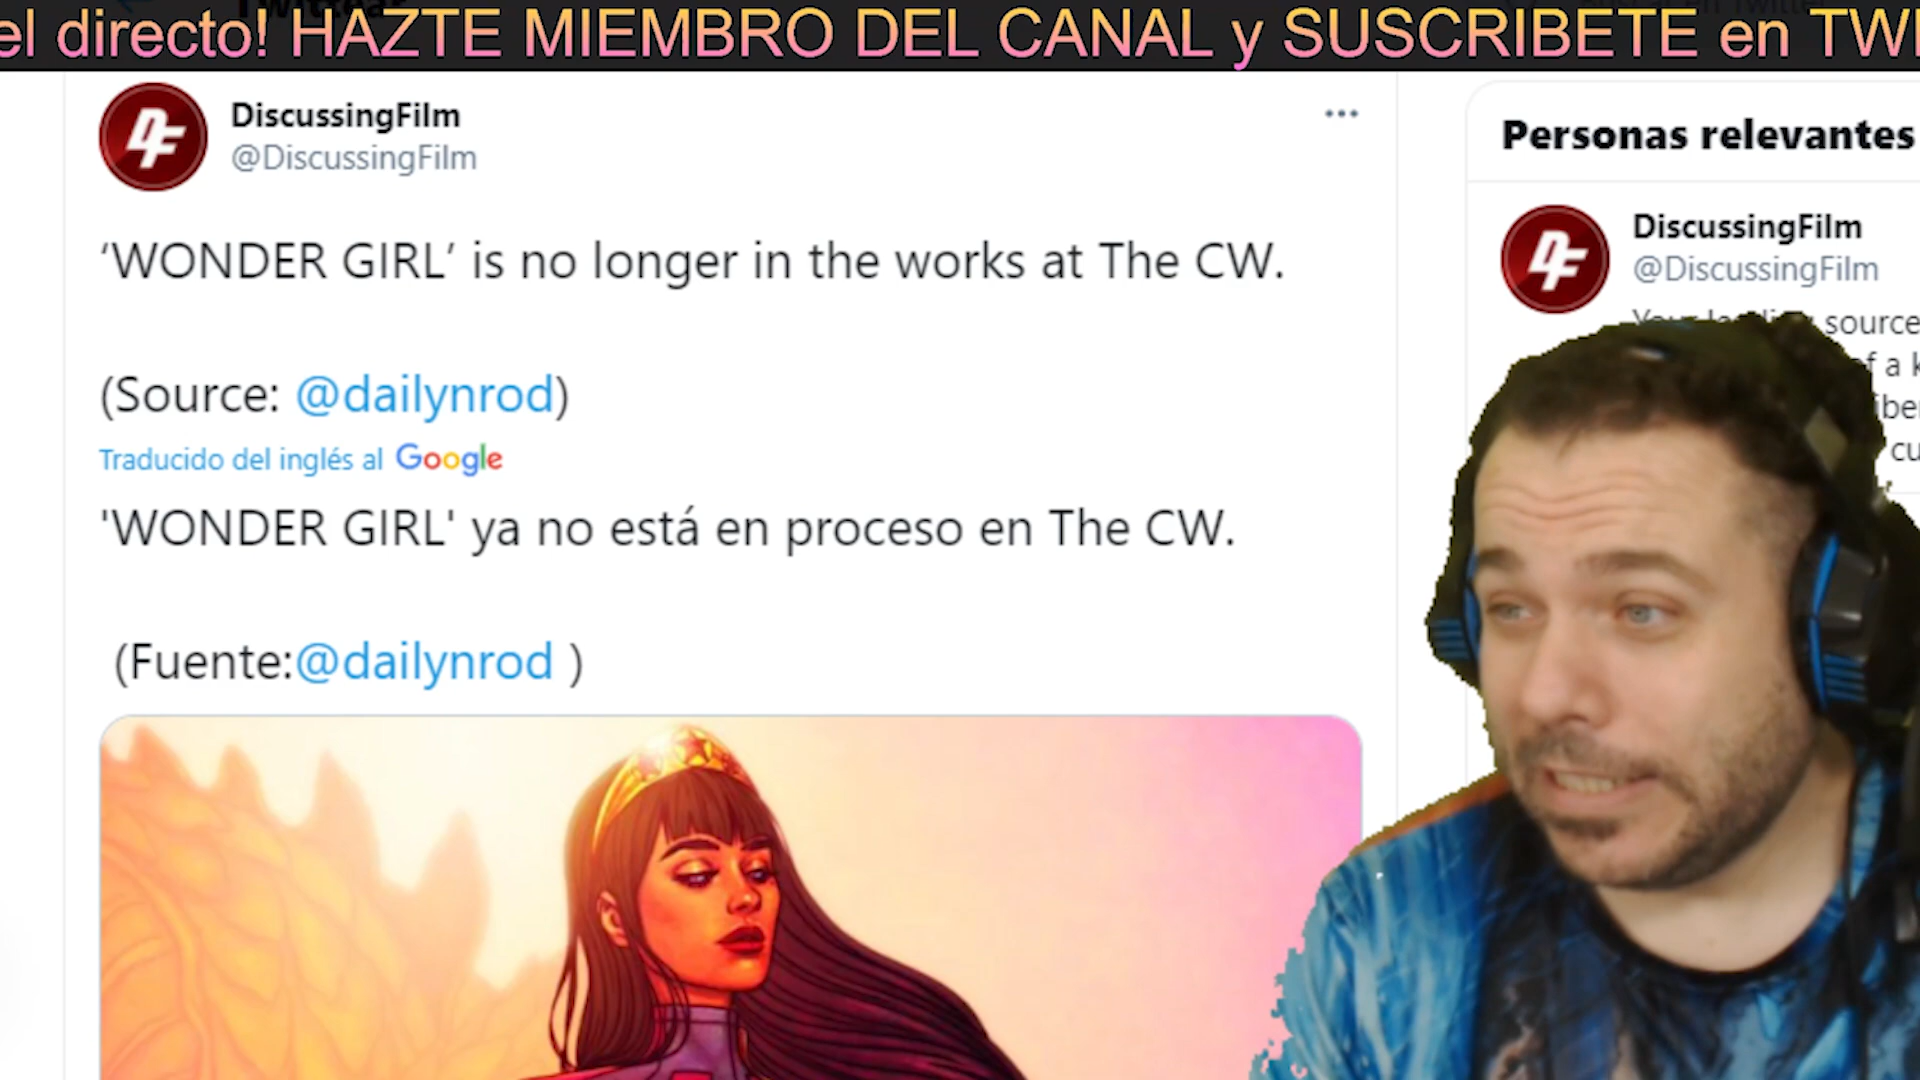 el directo! HAZTE MIEMBRO DEL CANAL y SUSCRIBETE en TW
DiscussingFilm
@DiscussingFilm
‘WONDER GIRL’ is no longer in the works at The CW.
(Source: @dailynrod)
Traducido del inglés al Google
'WONDER GIRL' ya no está en proceso en The CW.
(Fuente:@dailynrod )
Personas relevantes
DiscussingFilm
@DiscussingFilm
source
of a